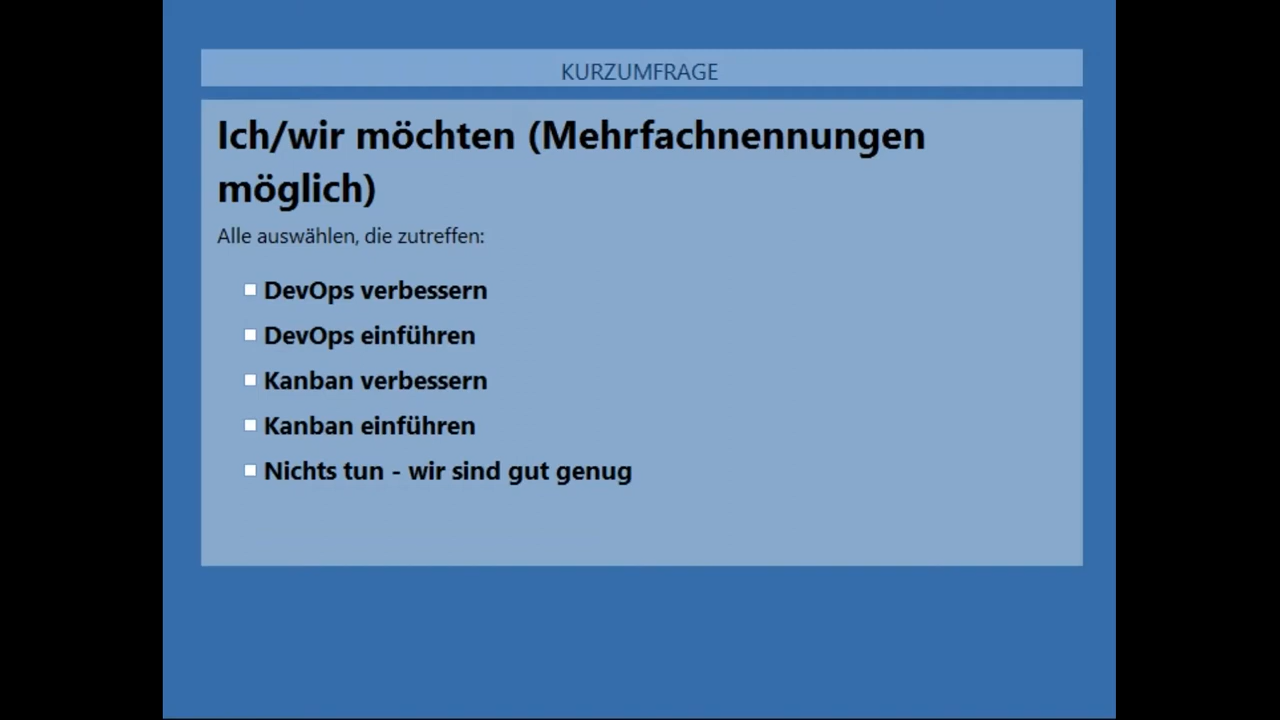 KURZUMFRAGE
Ich/wir möchten (Mehrfachnennungen
möglich)
Alle auswählen, die zutreffen:
DevOps verbessern
DevOps einführen
Kanban verbessern
Kanban einführen
Nichts tun - wir sind gut genug